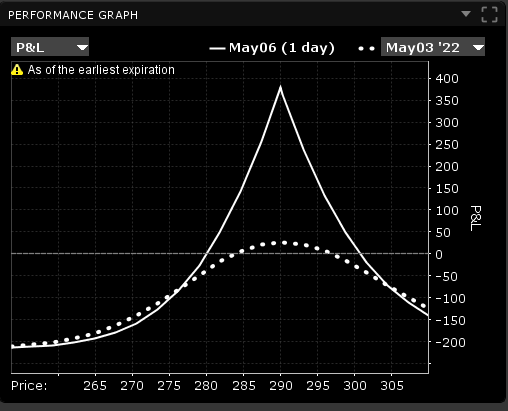 PERFORMANCE GRAPH
P&L May06 (1 day) May03 '22
As of the earliest expiration
400
350
300
250
200
150
100
50
0
-50
-100
-150
-200
P&L
Price: 265 270 275 280 285 290 295 300 305